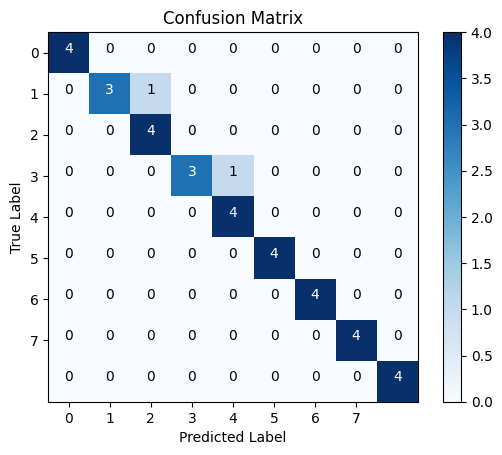 Confusion Matrix
0 4 0 0 0 0 0 0 0 0
1 0 3 1 0 0 0 0 0 0
2 0 0 4 0 0 0 0 0 0
3 0 0 0 3 1 0 0 0 0
4 0 0 0 0 4 0 0 0 0
5 0 0 0 0 0 4 0 0 0
6 0 0 0 0 0 0 4 0 0
7 0 0 0 0 0 0 0 4 0
0 0 0 0 0 0 0 0 4
0 1 2 3 4 5 6 7
True Label
Predicted Label
4.0
3.5
3.0
2.5
2.0
1.5
1.0
0.5
0.0